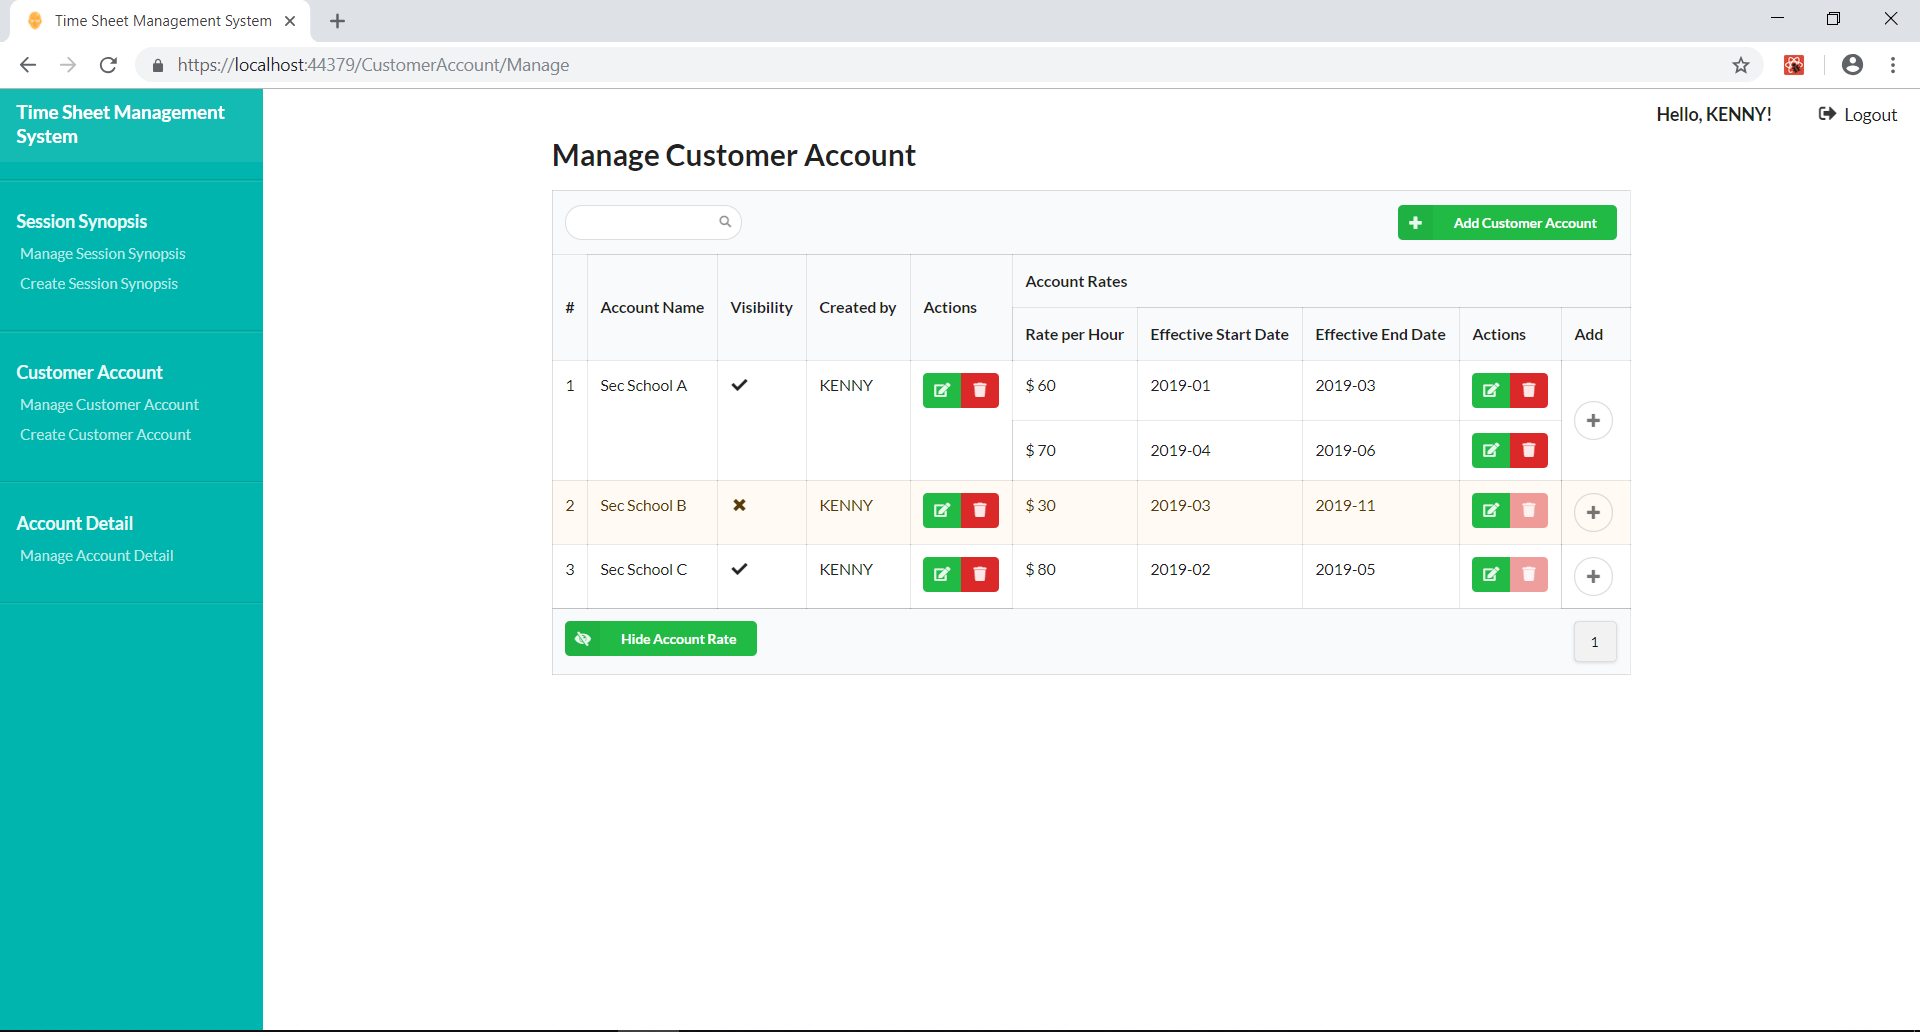 Time Sheet Management System
https://localhost:44379/CustomerAccount/Manage
Time Sheet Management
System
Session Synopsis
Manage Session Synopsis
Create Session Synopsis
Customer Account
Manage Customer Account
Create Customer Account
Account Detail
Manage Account Detail
Hello, KENNY!
Logout
Manage Customer Account
Add Customer Account
# Account Name Visibility Created by Actions Account Rates
Rate per Hour Effective Start Date Effective End Date Actions Add
1 Sec School A KENNY $ 60 2019-01 2019-03
$ 70 2019-04 2019-06
2 Sec School B KENNY $ 30 2019-03 2019-11
3 Sec School C KENNY $ 80 2019-02 2019-05
Hide Account Rate
1